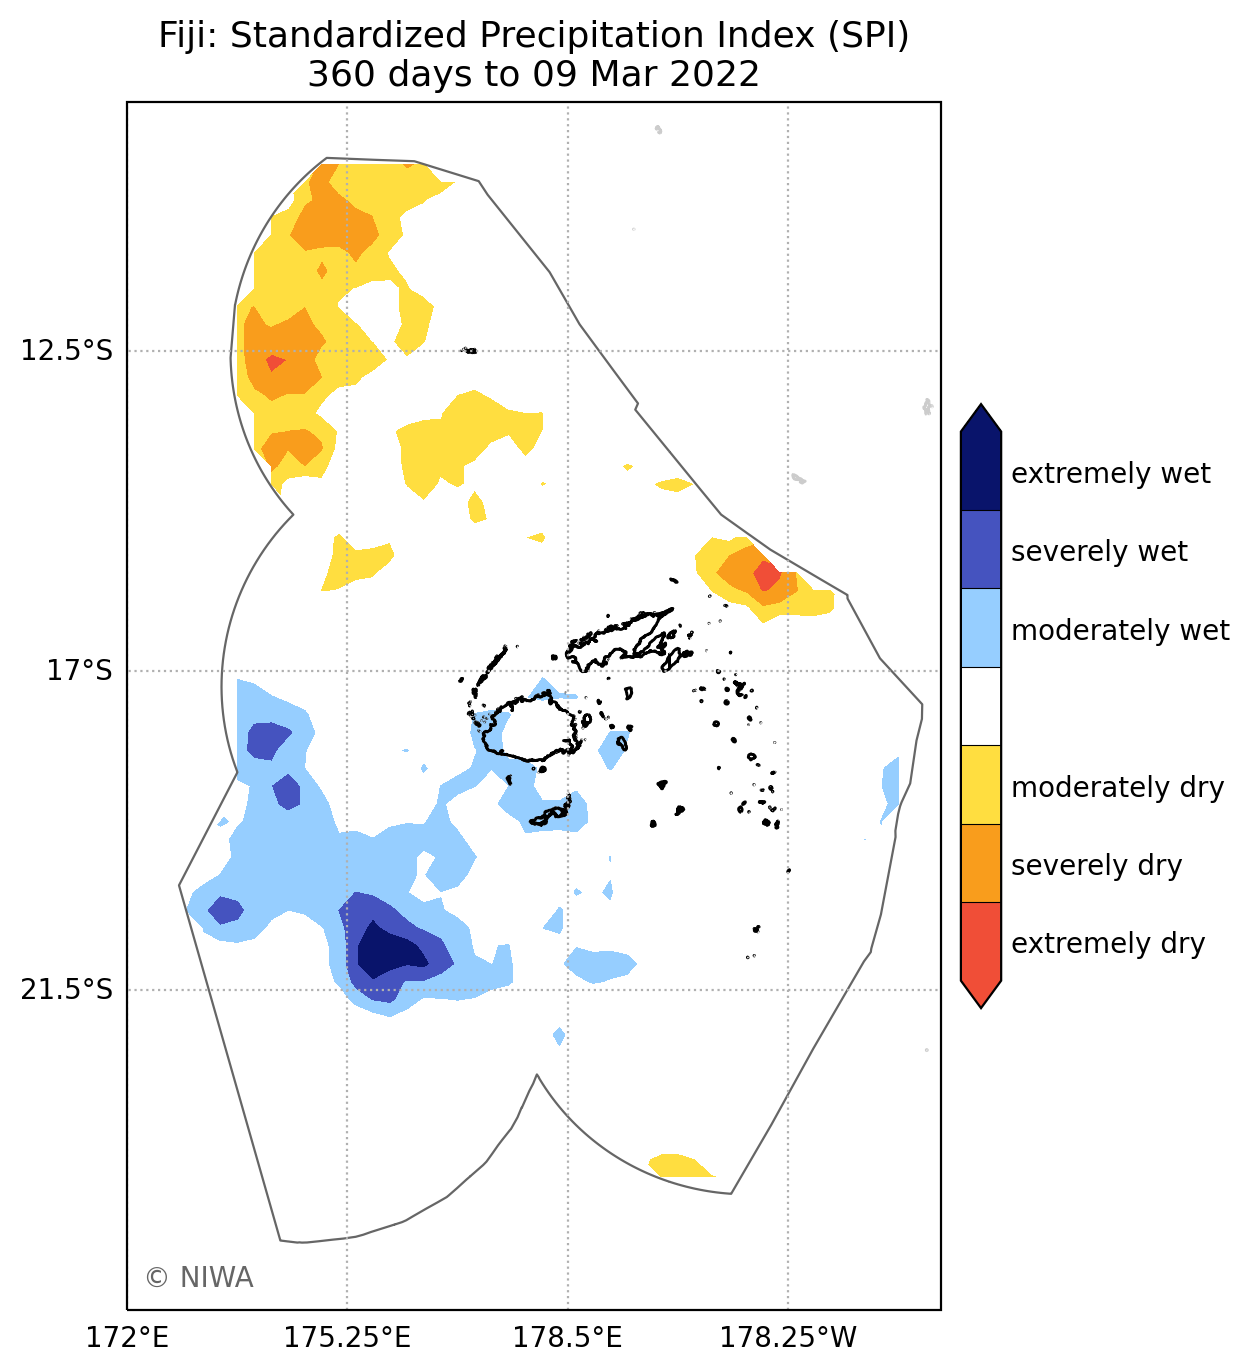 Fiji: Standardized Precipitation Index (SPI)
360 days to 09 Mar 2022
12.5°S
17°S
21.5°S
172°E
175.25°E
178.5°E
178.25°W
extremely wet
severely wet
moderately wet
moderately dry
severely dry
extremely dry
© NIWA